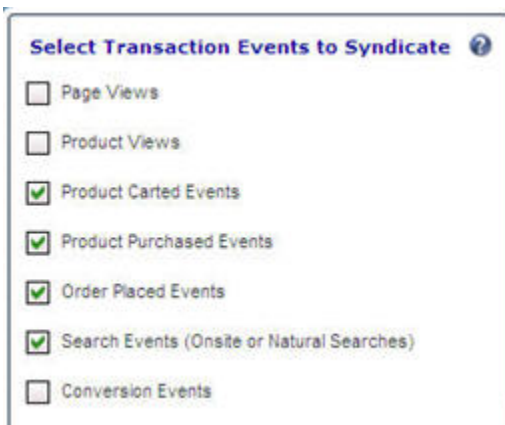 Select Transaction Events to Syndicate ?
Page Views
Product Views
Product Carted Events
Product Purchased Events
Order Placed Events
Search Events (Onsite or Natural Searches)
Conversion Events